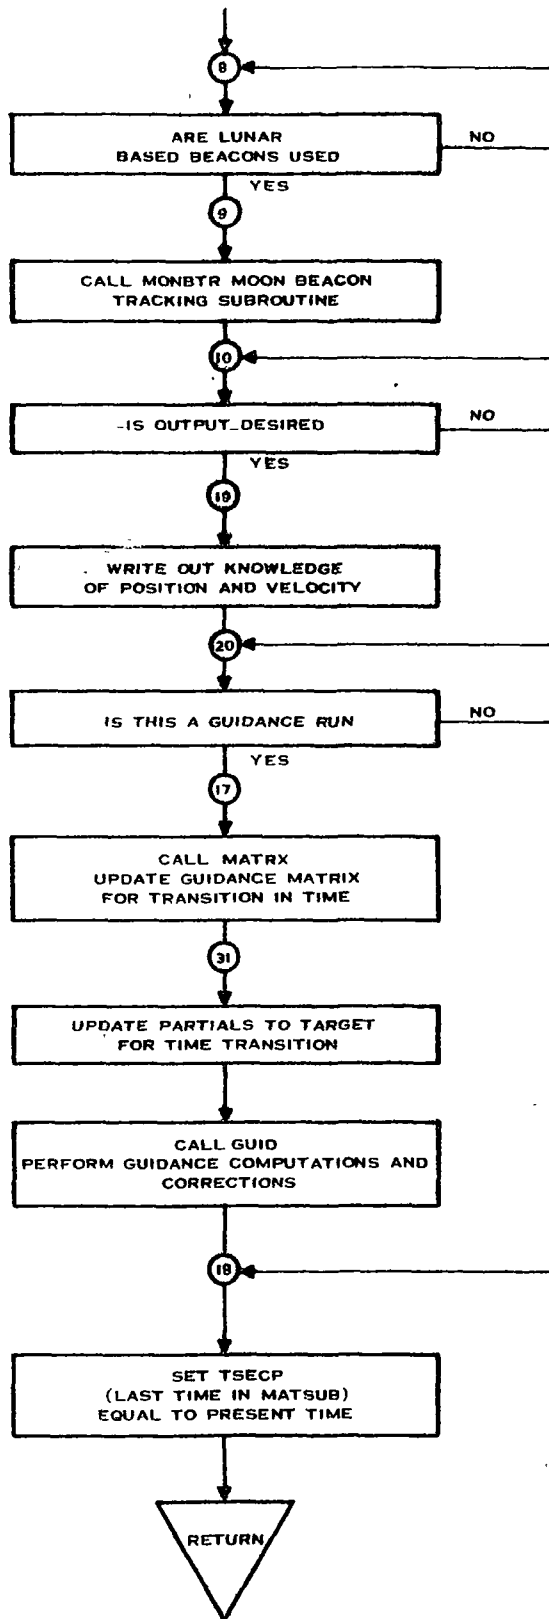 8
ARE LUNAR
BASED BEACONS USED
NO
YES
9
CALL MONBTR MOON BEACON
TRACKING SUBROUTINE
10
IS OUTPUT DESIRED
NO
YES
19
WRITE OUT KNOWLEDGE
OF POSITION AND VELOCITY
20
IS THIS A GUIDANCE RUN
NO
YES
17
CALL MATRX
UPDATE GUIDANCE MATRIX
FOR TRANSITION IN TIME
31
UPDATE PARTIALS TO TARGET
FOR TIME TRANSITION
CALL GUID
PERFORM GUIDANCE COMPUTATIONS AND
CORRECTIONS
18
SET TSECP
(LAST TIME IN MATSUB)
EQUAL TO PRESENT TIME
RETURN